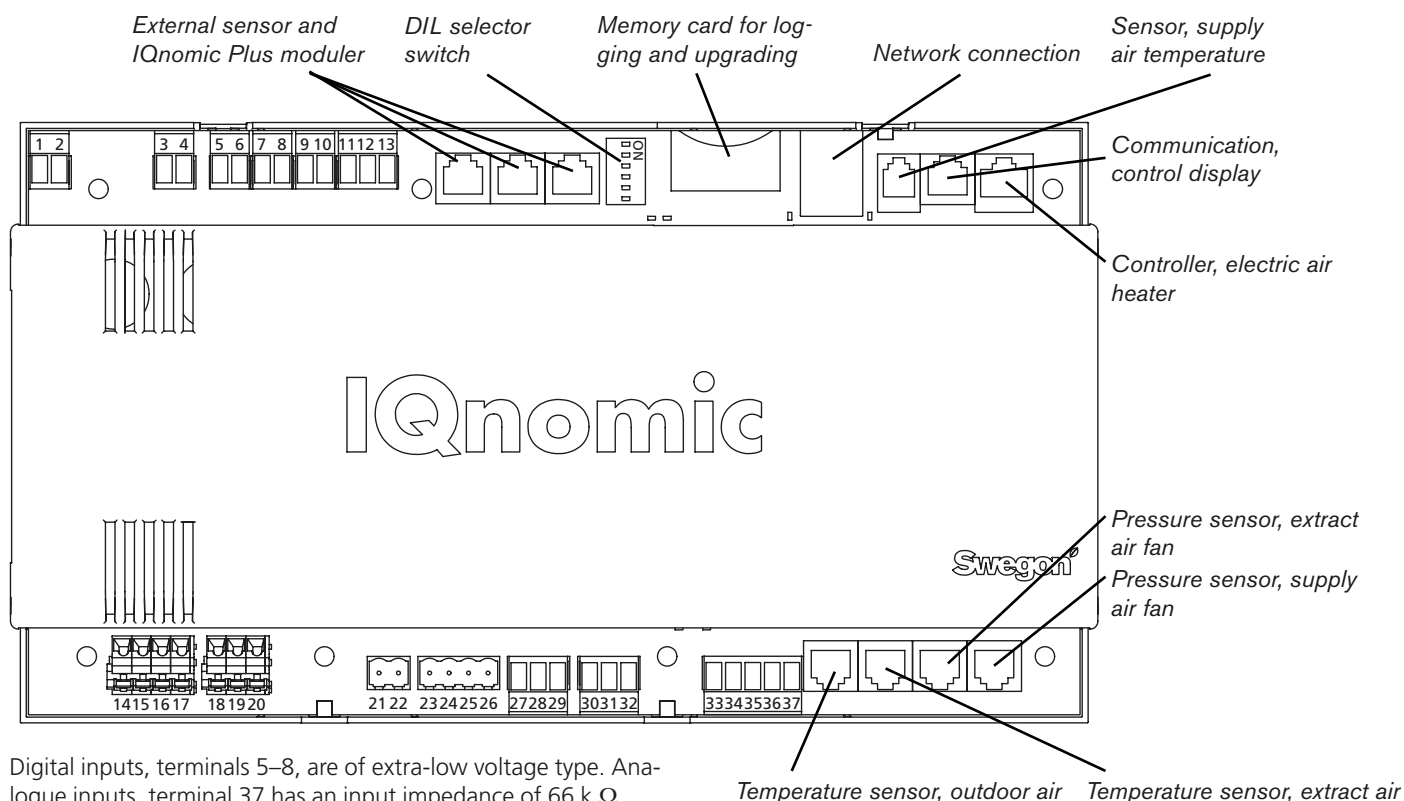 External sensor and
IQnomic Plus moduler
DIL selector
switch
Memory card for log-
ging and upgrading
Network connection
Sensor, supply
air temperature
1 2
3 4
5 6
7 8
9 10
11 12 13
ON
Communication,
control display
Controller, electric air
heater
IQnomic
Swegon
Pressure sensor, extract
air fan
Pressure sensor, supply
air fan
14 15 16 17
18 19 20
21 22
23 24 25 26
27 28 29
30 31 32
33 34 35 36 37
Digital inputs, terminals 5–8, are of extra-low voltage type. Ana-
logue inputs, terminal 37 has an input impedance of 66 k Ω
Temperature sensor, outdoor air
Temperature sensor, extract air